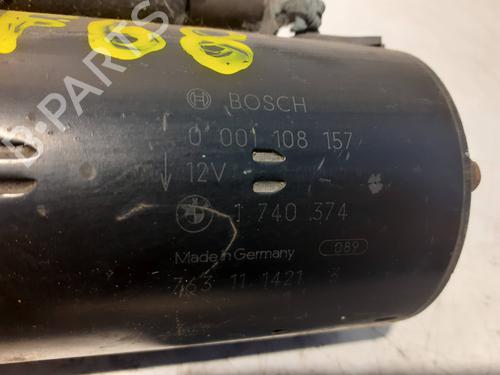 BOSCH
0 001 108 157
12V
1 740 374
Made in Germany
089
763 11 1421
B-PARTS